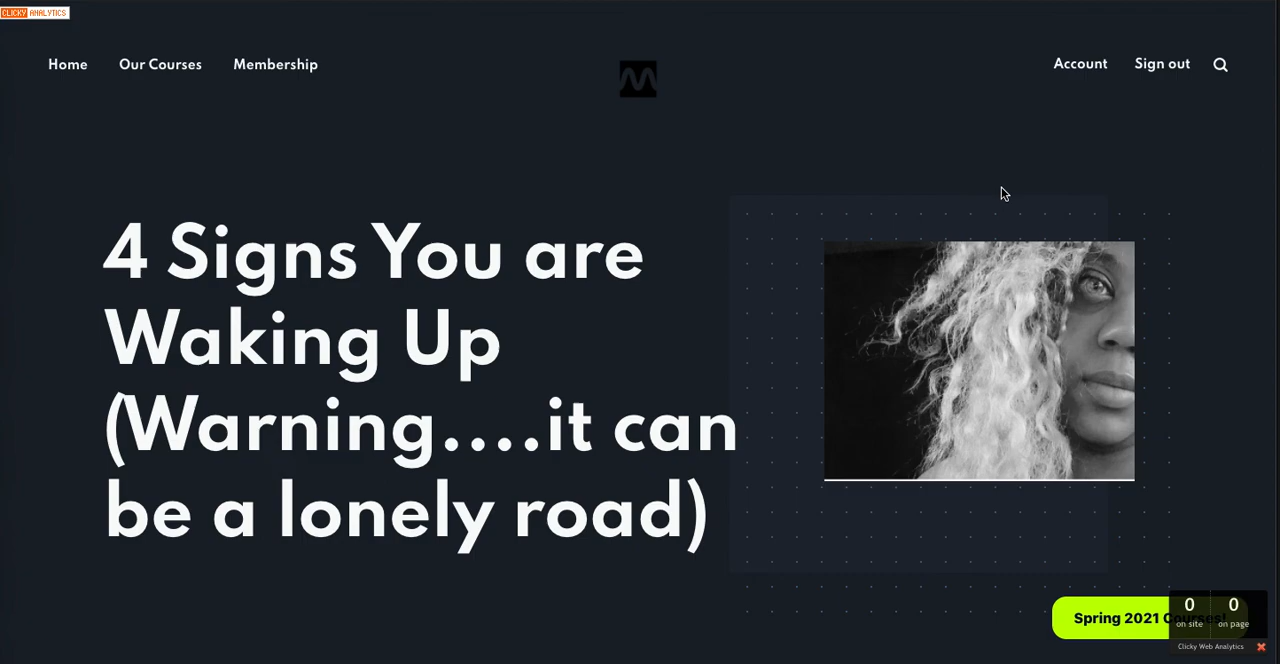 CLICKY ANALYTICS
Home Our Courses Membership Account Sign out
4 Signs You are
Waking Up
(Warning....it can
be a lonely road)
Spring 2021 Courses!
0 0
on site on page
Clicky Web Analytics